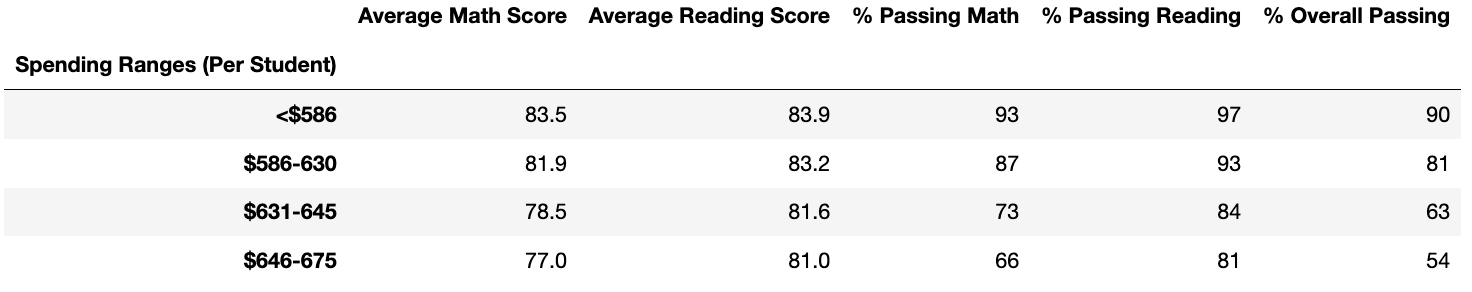 Average Math Score Average Reading Score % Passing Math % Passing Reading % Overall Passing
Spending Ranges (Per Student)
<$586 83.5 83.9 93 97 90
$586-630 81.9 83.2 87 93 81
$631-645 78.5 81.6 73 84 63
$646-675 77.0 81.0 66 81 54